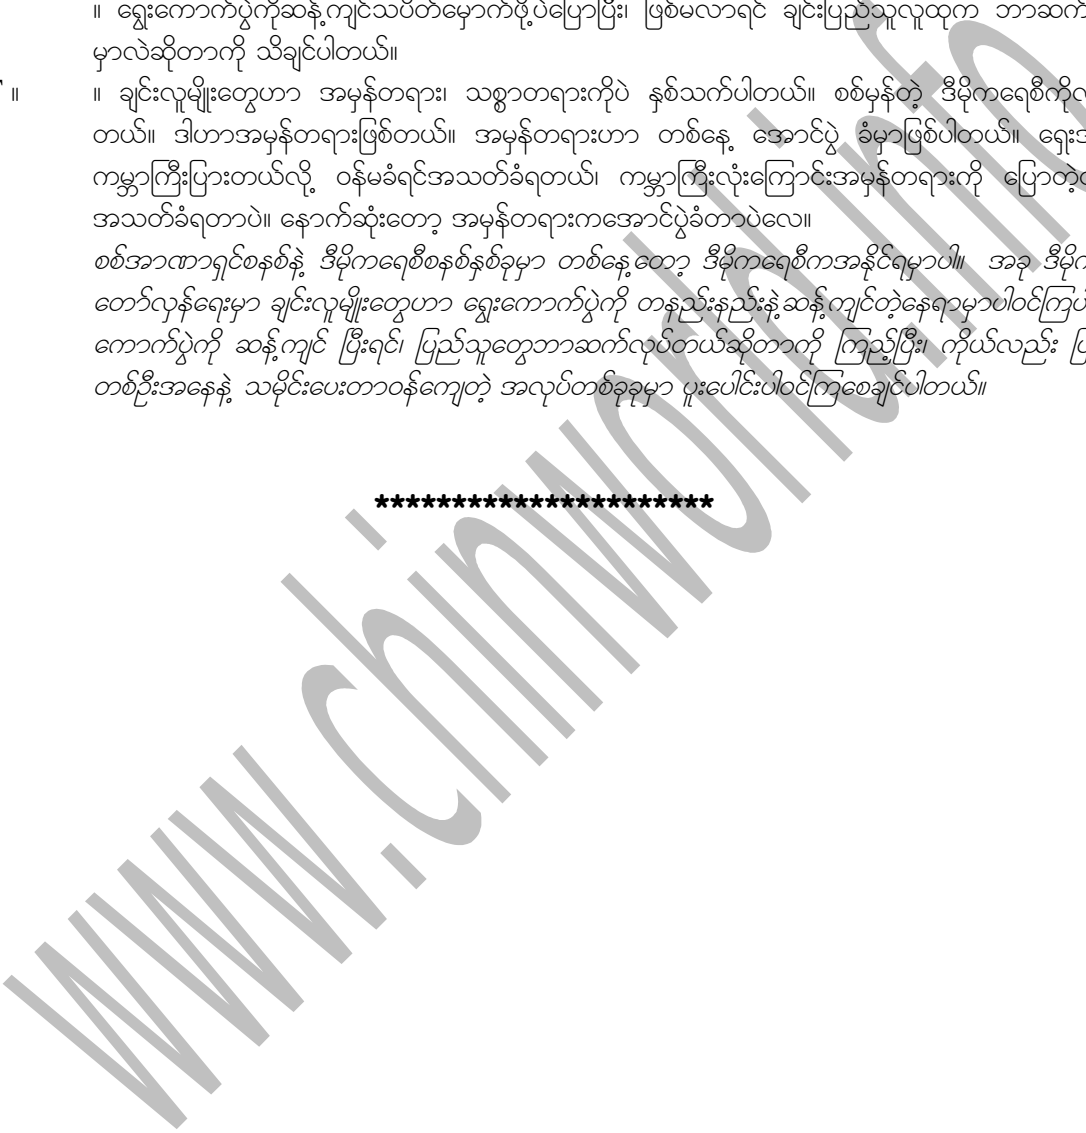 ။ ရွေးကောက်ပွဲကိုဆန့်ကျင်သပိတ်မှောက်ဖို့ပဲပြောပြီး၊ ဖြစ်မလာရင် ချင်းပြည်သူလူထုက ဘာဆက်
မှာလဲဆိုတာကို သိချင်ပါတယ်။
။ ။ ချင်းလူမျိုးတွေဟာ အမှန်တရား၊ သစ္စာတရားကိုပဲ နှစ်သက်ပါတယ်။ စစ်မှန်တဲ့ ဒီမိုကရေစီကို
တယ်။ ဒါဟာအမှန်တရားဖြစ်တယ်။ အမှန်တရားဟာ တစ်နေ့ အောင်ပွဲ ခံမှာဖြစ်ပါတယ်။ ရှေး
ကမ္ဘာကြီးပြားတယ်လို့ ဝန်မခံရင်အသတ်ခံရတယ်၊ ကမ္ဘာကြီးလုံးကြောင်းအမှန်တရားကို ပြောတဲ့
အသတ်ခံရတာပဲ။ နောက်ဆုံးတော့ အမှန်တရားကအောင်ပွဲခံတာပဲလေ။
စစ်အာဏာရှင်စနစ်နဲ့ ဒီမိုကရေစီစနစ်နှစ်ခုမှာ တစ်နေ့တော့ ဒီမိုကရေစီကအနိုင်ရမှာပါ။ အခု ဒီမို
တော်လှန်ရေးမှာ ချင်းလူမျိုးတွေဟာ ရွေးကောက်ပွဲကို တနည်းနည်းနဲ့ဆန့်ကျင်တဲ့နေရာမှာပါဝင်ကြ
ကောက်ပွဲကို ဆန့်ကျင် ပြီးရင်၊ ပြည်သူတွေဘာဆက်လုပ်တယ်ဆိုတာကို ကြည့်ပြီး၊ ကိုယ်လည်း
တစ်ဦးအနေနဲ့ သမိုင်းပေးတာဝန်ကျေတဲ့ အလုပ်တစ်ခုခုမှာ ပူးပေါင်းပါဝင်ကြစေချင်ပါတယ်။
**********************
www.chinworld.info